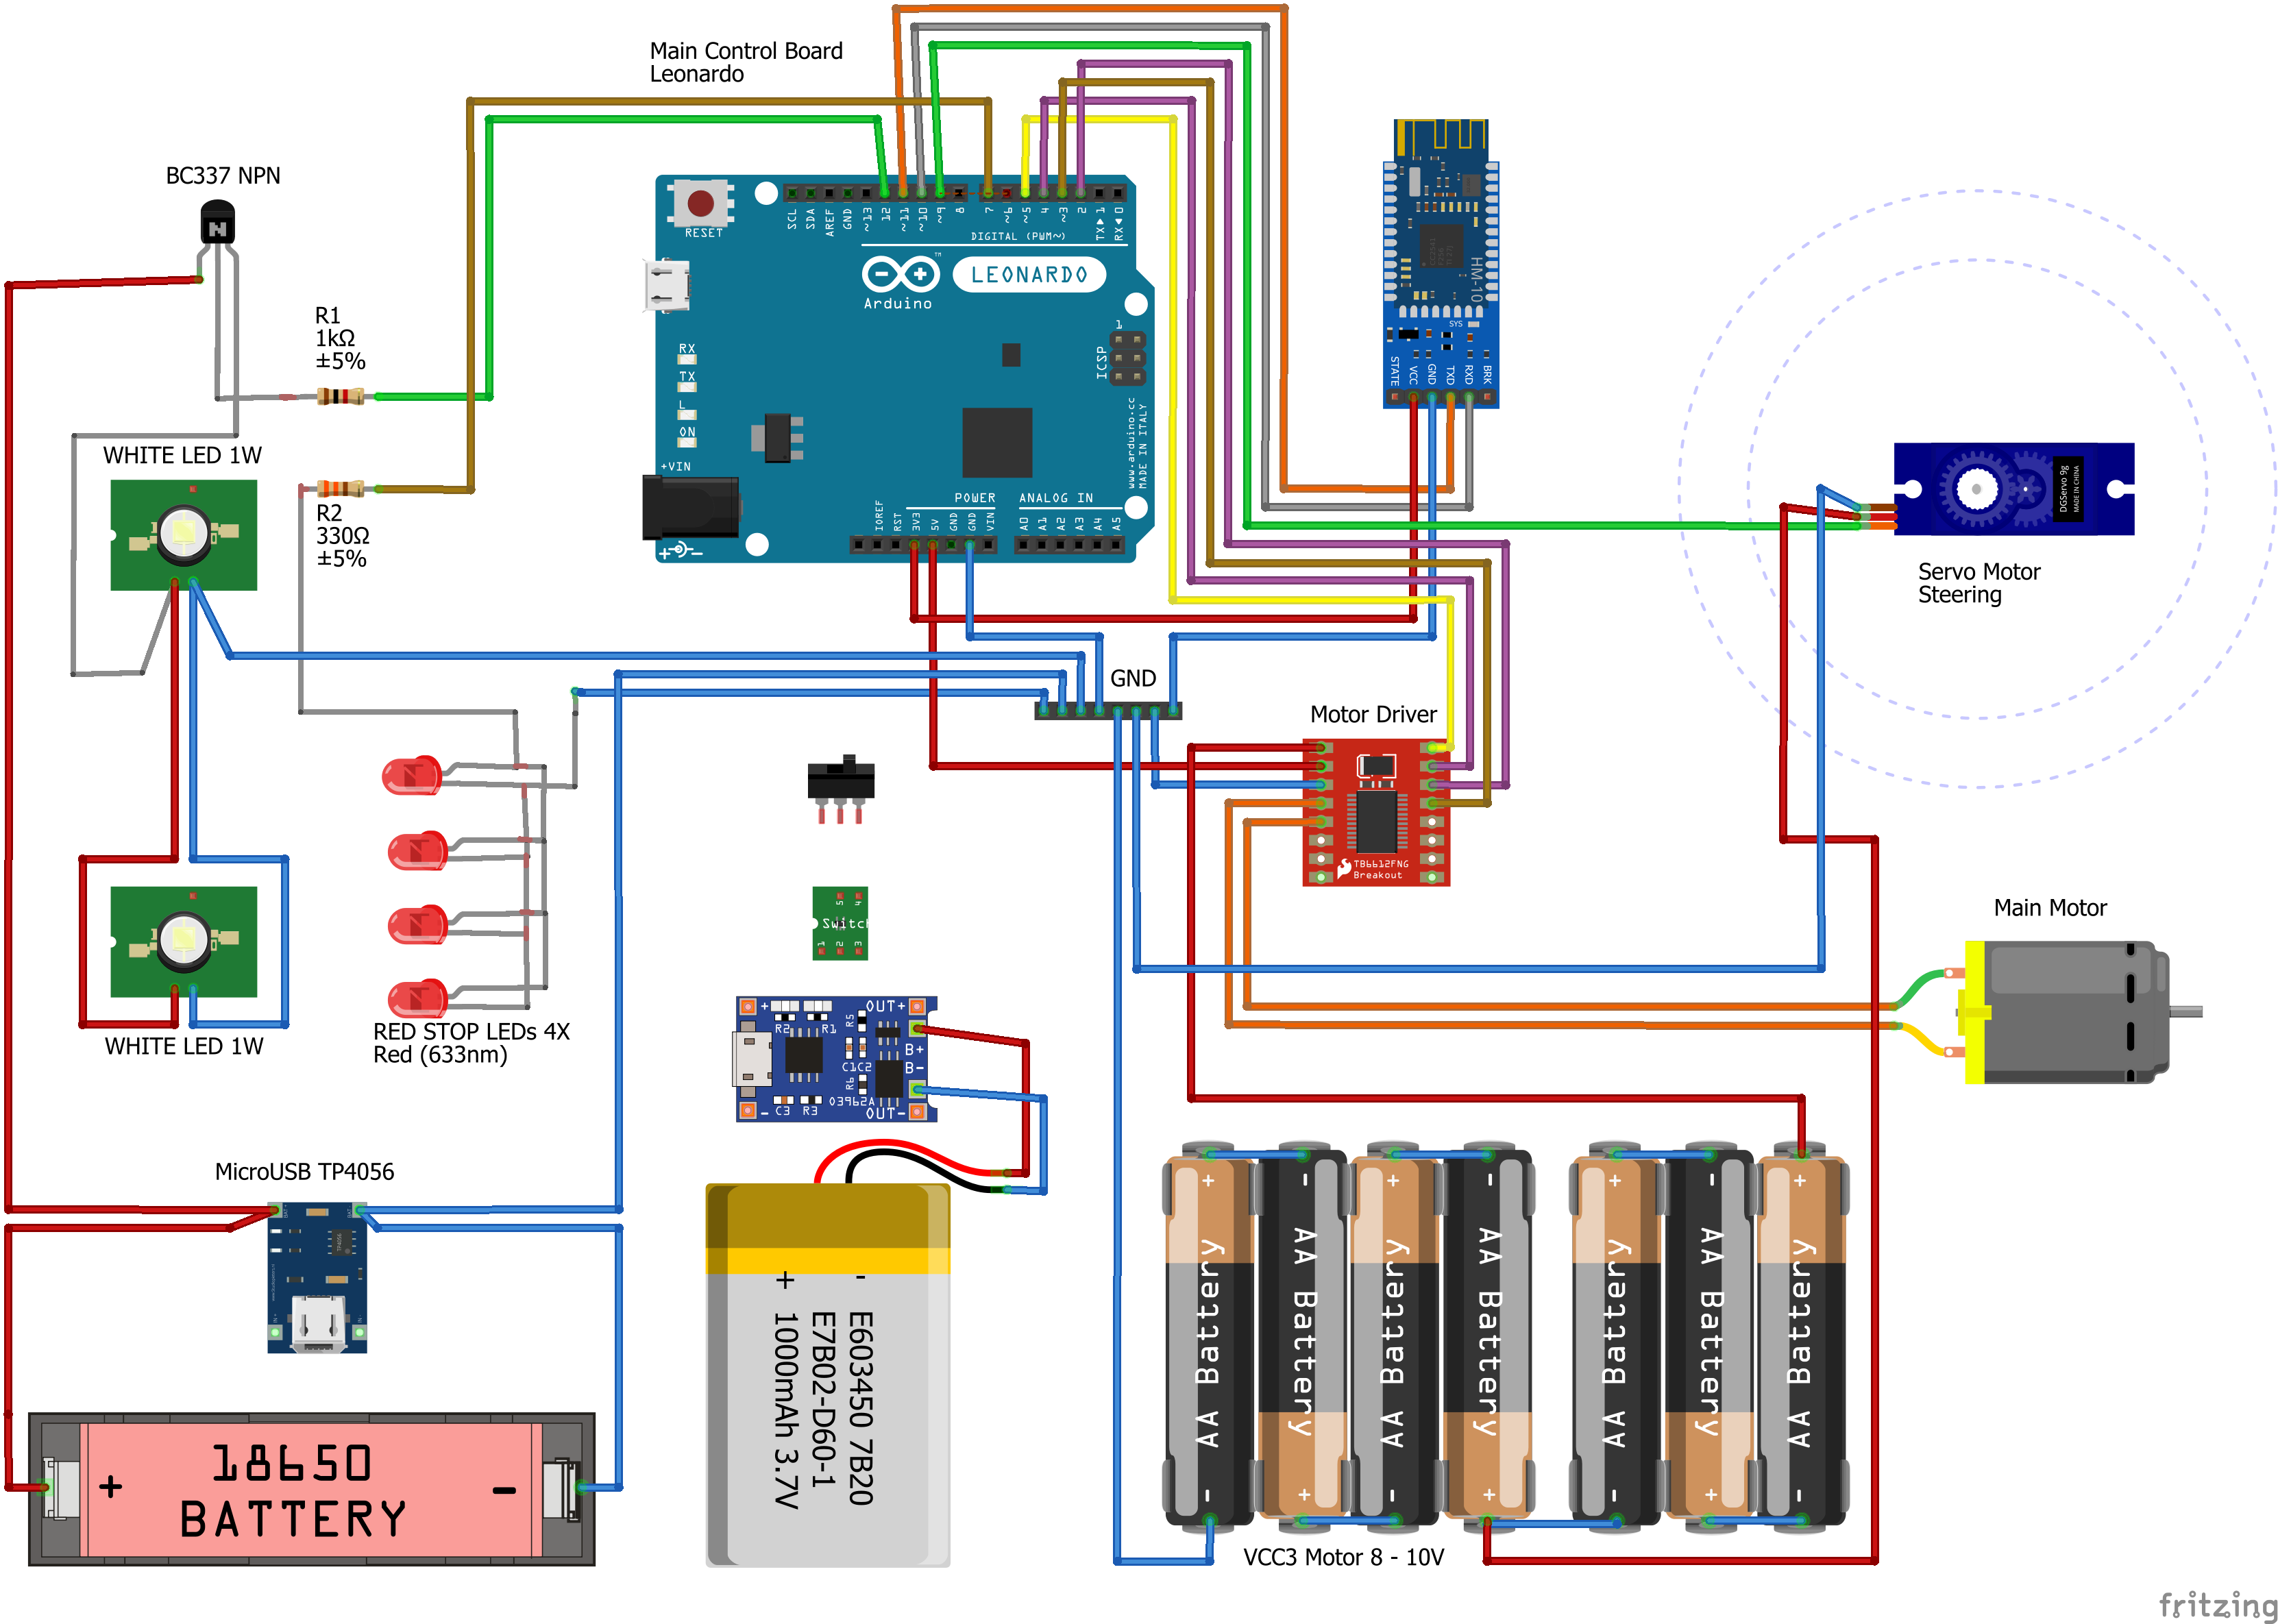 Main Control Board
Leonardo
BC337 NPN
R1
1kΩ
±5%
WHITE LED 1W
R2
330Ω
±5%
RESET
SCL
SDA
AREF
GND
~13
12
~11
~10
~9
8
7
~6
~5
4
~3
2
TX▸1
RX◂0
DIGITAL (PWM~)
LEONARDO
Arduino
TM
1
ICSP
RX
TX
L
ON
+VIN
www.arduino.cc
MADE IN ITALY
POWER
ANALOG IN
IOREF
RST
3V3
5V
GND
GND
VIN
A0
A1
A2
A3
A4
A5
HM-10
SYS
STATE
VCC
GND
TXD
RXD
BRK
DGServo 9g
MADE IN CHINA
Servo Motor
Steering
GND
Motor Driver
TB6612FNG
Breakout
Main Motor
Switch
5
4
1
2
3
RED STOP LEDs 4X
Red (633nm)
WHITE LED 1W
+
OUT+
R2
R1
R5
B+
B-
C1C2
R6
03962A
-
C3
R3
OUT-
MicroUSB TP4056
TP4056
+
-
E603450 7B20
E7B02-D60-1
1000mAh 3.7V
+ 18650 -
BATTERY
+ AA Battery -
- AA Battery +
+ AA Battery -
- AA Battery +
+ AA Battery -
- AA Battery +
+ AA Battery -
VCC3 Motor 8 - 10V
fritzing